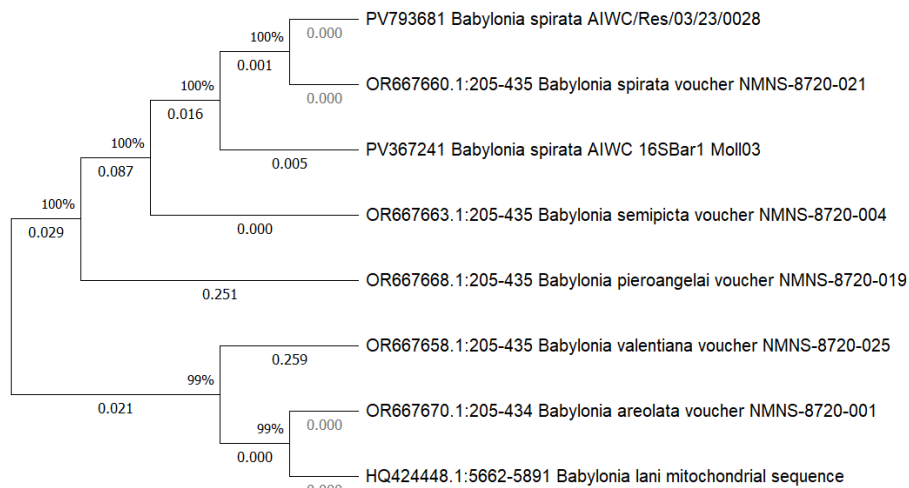 PV793681 Babylonia spirata AIWC/Res/03/23/0028
0.000
100%
0.001
OR667660.1:205-435 Babylonia spirata voucher NMNS-8720-021
0.000
100%
0.016
PV367241 Babylonia spirata AIWC 16SBar1 Moll03
0.005
100%
0.087
OR667663.1:205-435 Babylonia semipicta voucher NMNS-8720-004
0.000
100%
0.029
OR667668.1:205-435 Babylonia pieroangelai voucher NMNS-8720-019
0.251
OR667658.1:205-435 Babylonia valentiana voucher NMNS-8720-025
0.259
99%
0.021
OR667670.1:205-434 Babylonia areolata voucher NMNS-8720-001
0.000
99%
0.000
HQ424448.1:5662-5891 Babylonia lani mitochondrial sequence